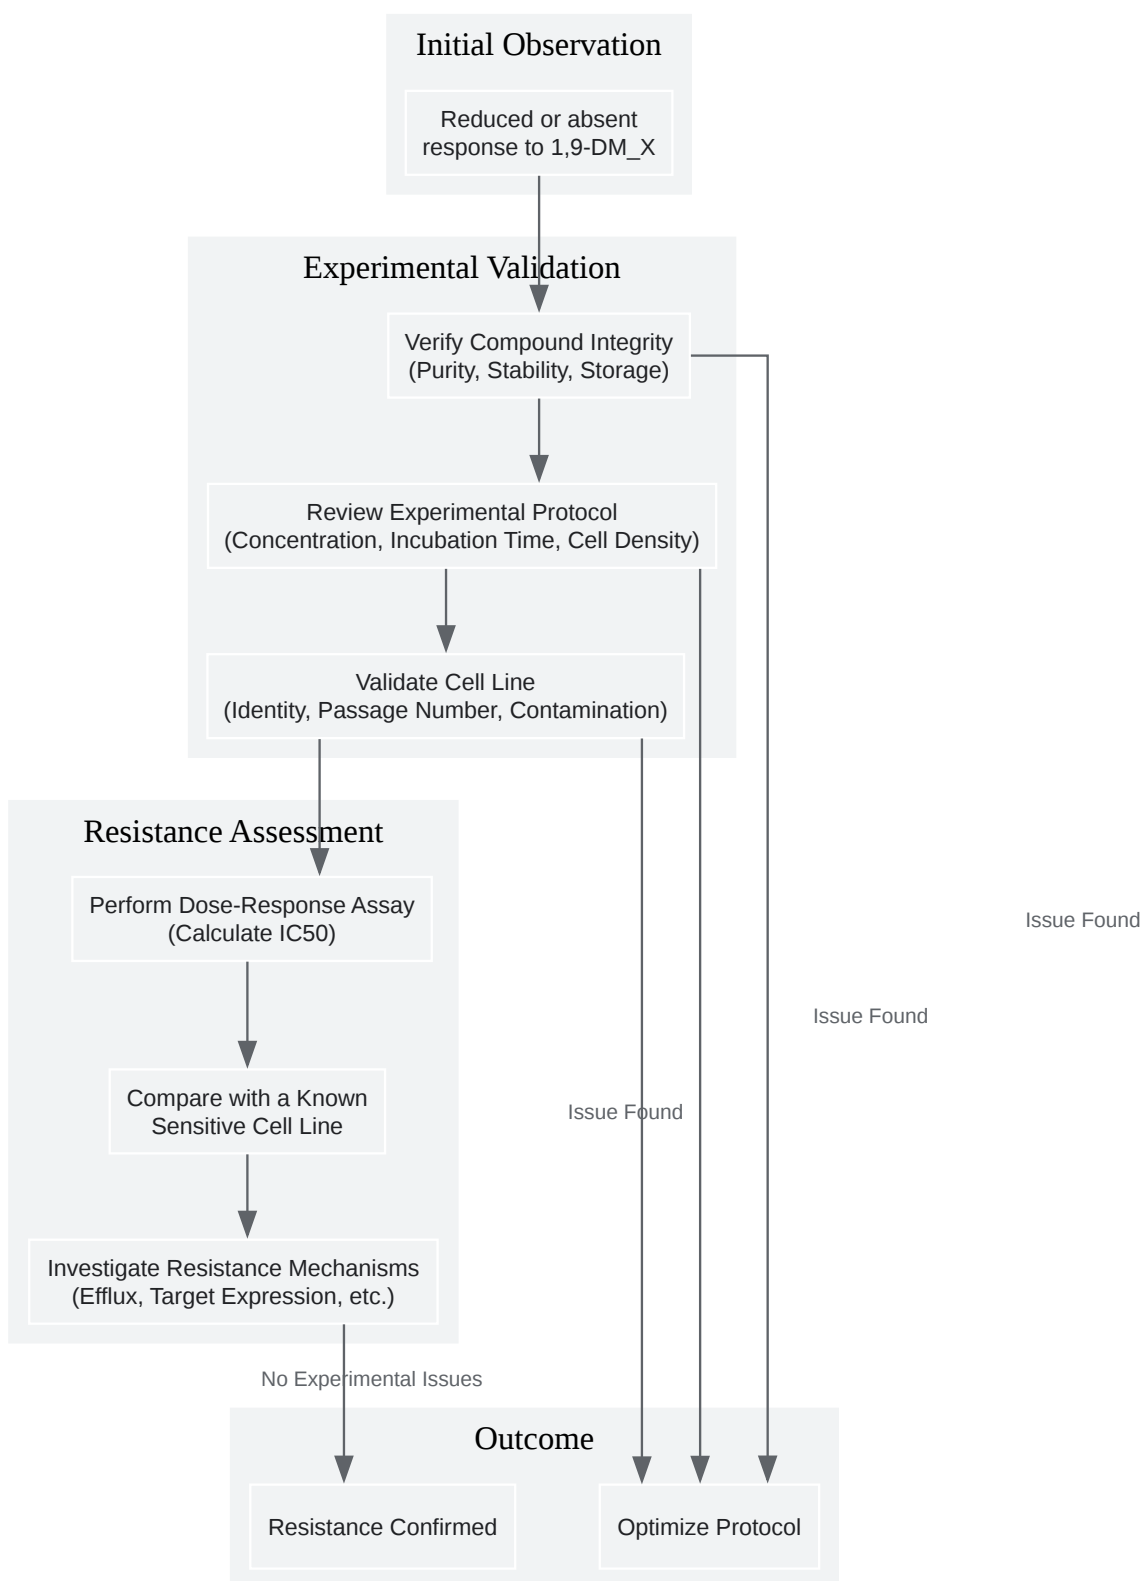 Initial Observation
Reduced or absent
response to 1,9-DM_X
Experimental Validation
Verify Compound Integrity
(Purity, Stability, Storage)
Review Experimental Protocol
(Concentration, Incubation Time, Cell Density)
Validate Cell Line
(Identity, Passage Number, Contamination)
Resistance Assessment
Perform Dose-Response Assay
(Calculate IC50)
Issue Found
Issue Found
Compare with a Known
Sensitive Cell Line
Issue Found
Investigate Resistance Mechanisms
(Efflux, Target Expression, etc.)
No Experimental Issues
Outcome
Resistance Confirmed
Optimize Protocol